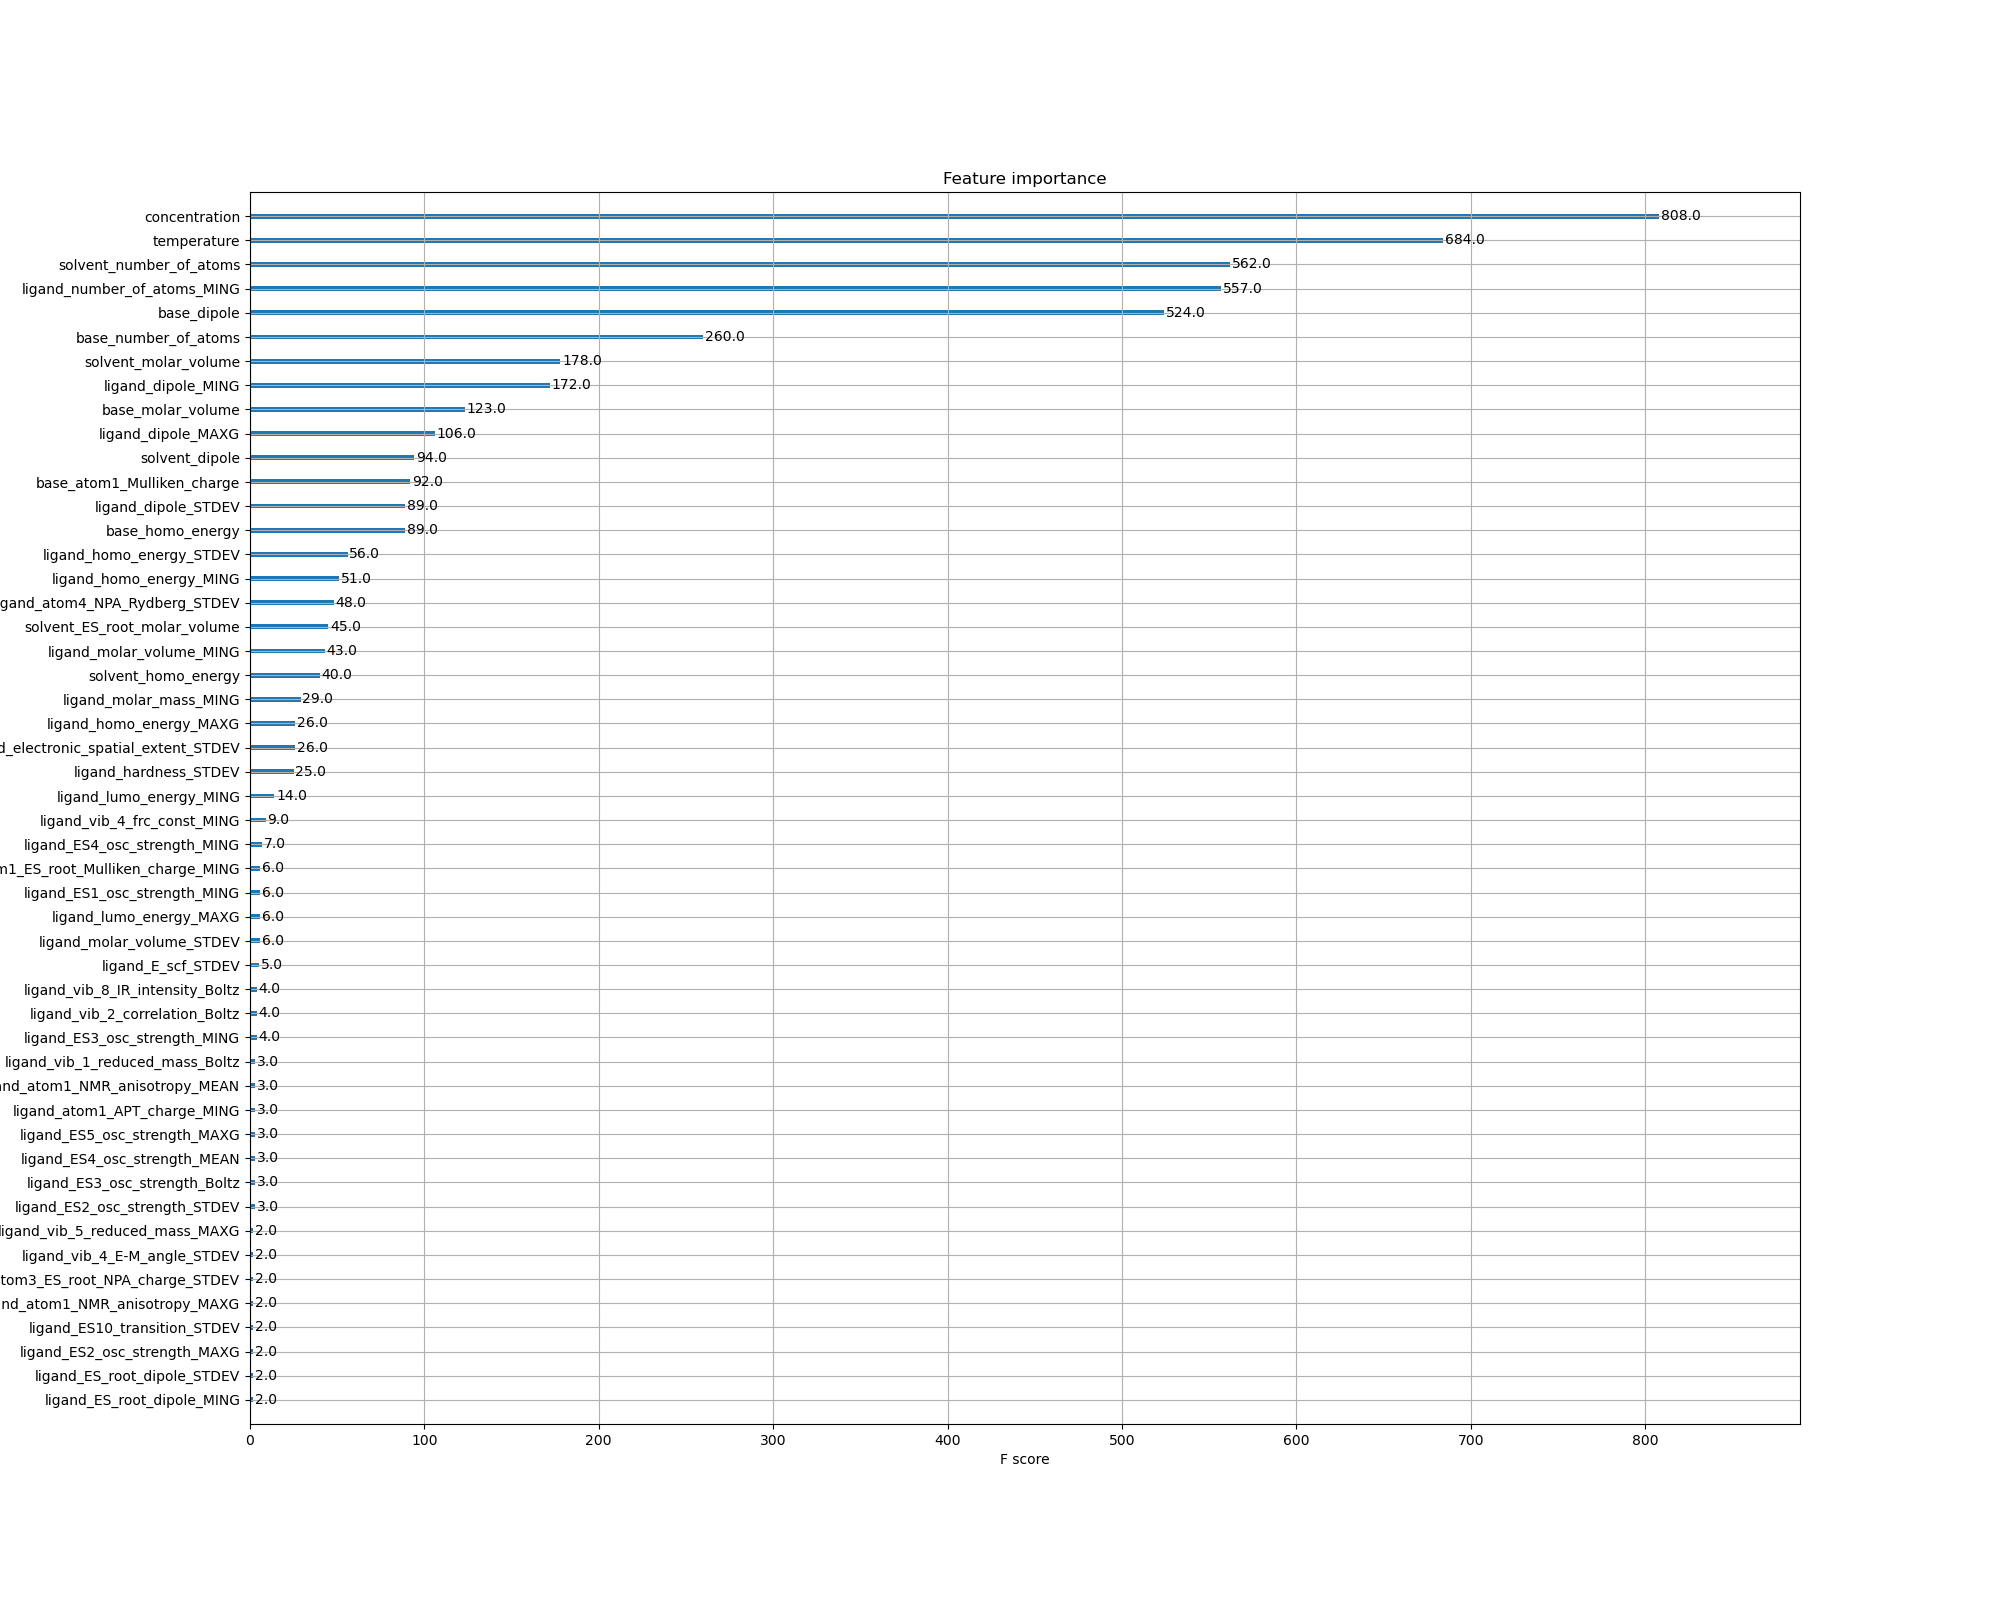 Feature importance
concentration 808.0
temperature 684.0
solvent_number_of_atoms 562.0
ligand_number_of_atoms_MING 557.0
base_dipole 524.0
base_number_of_atoms 260.0
solvent_molar_volume 178.0
ligand_dipole_MING 172.0
base_molar_volume 123.0
ligand_dipole_MAXG 106.0
solvent_dipole 94.0
base_atom1_Mulliken_charge 92.0
ligand_dipole_STDEV 89.0
base_homo_energy 89.0
ligand_homo_energy_STDEV 56.0
ligand_homo_energy_MING 51.0
gand_atom4_NPA_Rydberg_STDEV 48.0
solvent_ES_root_molar_volume 45.0
ligand_molar_volume_MING 43.0
solvent_homo_energy 40.0
ligand_molar_mass_MING 29.0
ligand_homo_energy_MAXG 26.0
d_electronic_spatial_extent_STDEV 26.0
ligand_hardness_STDEV 25.0
ligand_lumo_energy_MING 14.0
ligand_vib_4_frc_const_MING 9.0
ligand_ES4_osc_strength_MING 7.0
m1_ES_root_Mulliken_charge_MING 6.0
ligand_ES1_osc_strength_MING 6.0
ligand_lumo_energy_MAXG 6.0
ligand_molar_volume_STDEV 6.0
ligand_E_scf_STDEV 5.0
ligand_vib_8_IR_intensity_Boltz 4.0
ligand_vib_2_correlation_Boltz 4.0
ligand_ES3_osc_strength_MING 4.0
ligand_vib_1_reduced_mass_Boltz 3.0
nd_atom1_NMR_anisotropy_MEAN 3.0
ligand_atom1_APT_charge_MING 3.0
ligand_ES5_osc_strength_MAXG 3.0
ligand_ES4_osc_strength_MEAN 3.0
ligand_ES3_osc_strength_Boltz 3.0
ligand_ES2_osc_strength_STDEV 3.0
ligand_vib_5_reduced_mass_MAXG 2.0
ligand_vib_4_E-M_angle_STDEV 2.0
tom3_ES_root_NPA_charge_STDEV 2.0
nd_atom1_NMR_anisotropy_MAXG 2.0
ligand_ES10_transition_STDEV 2.0
ligand_ES2_osc_strength_MAXG 2.0
ligand_ES_root_dipole_STDEV 2.0
ligand_ES_root_dipole_MING 2.0
0 100 200 300 400 500 600 700 800
F score